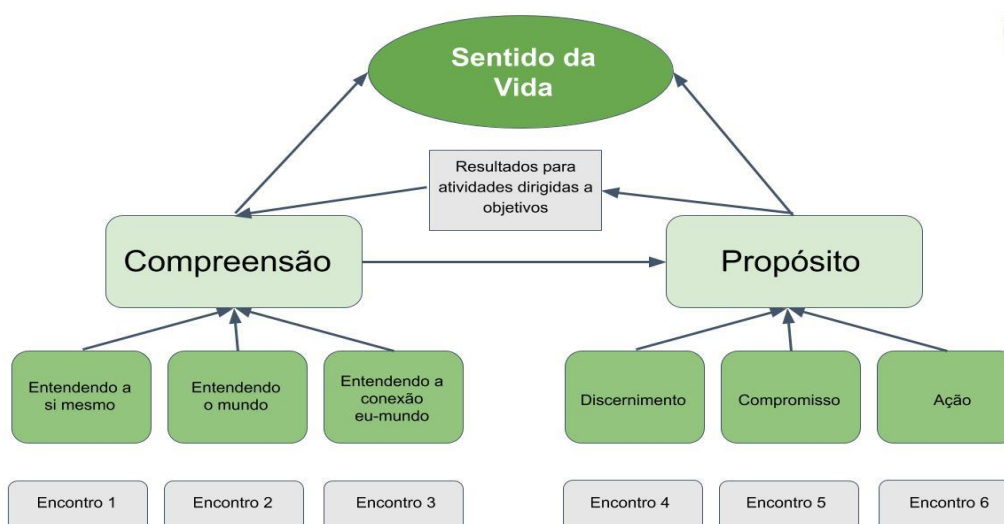 Sentido da
Vida
Resultados para
atividades dirigidas a
objetivos
Compreensão
Propósito
Entendendo a
si mesmo
Entendendo
o mundo
Entendendo a
conexão
eu-mundo
Discernimento
Compromisso
Ação
Encontro 1
Encontro 2
Encontro 3
Encontro 4
Encontro 5
Encontro 6